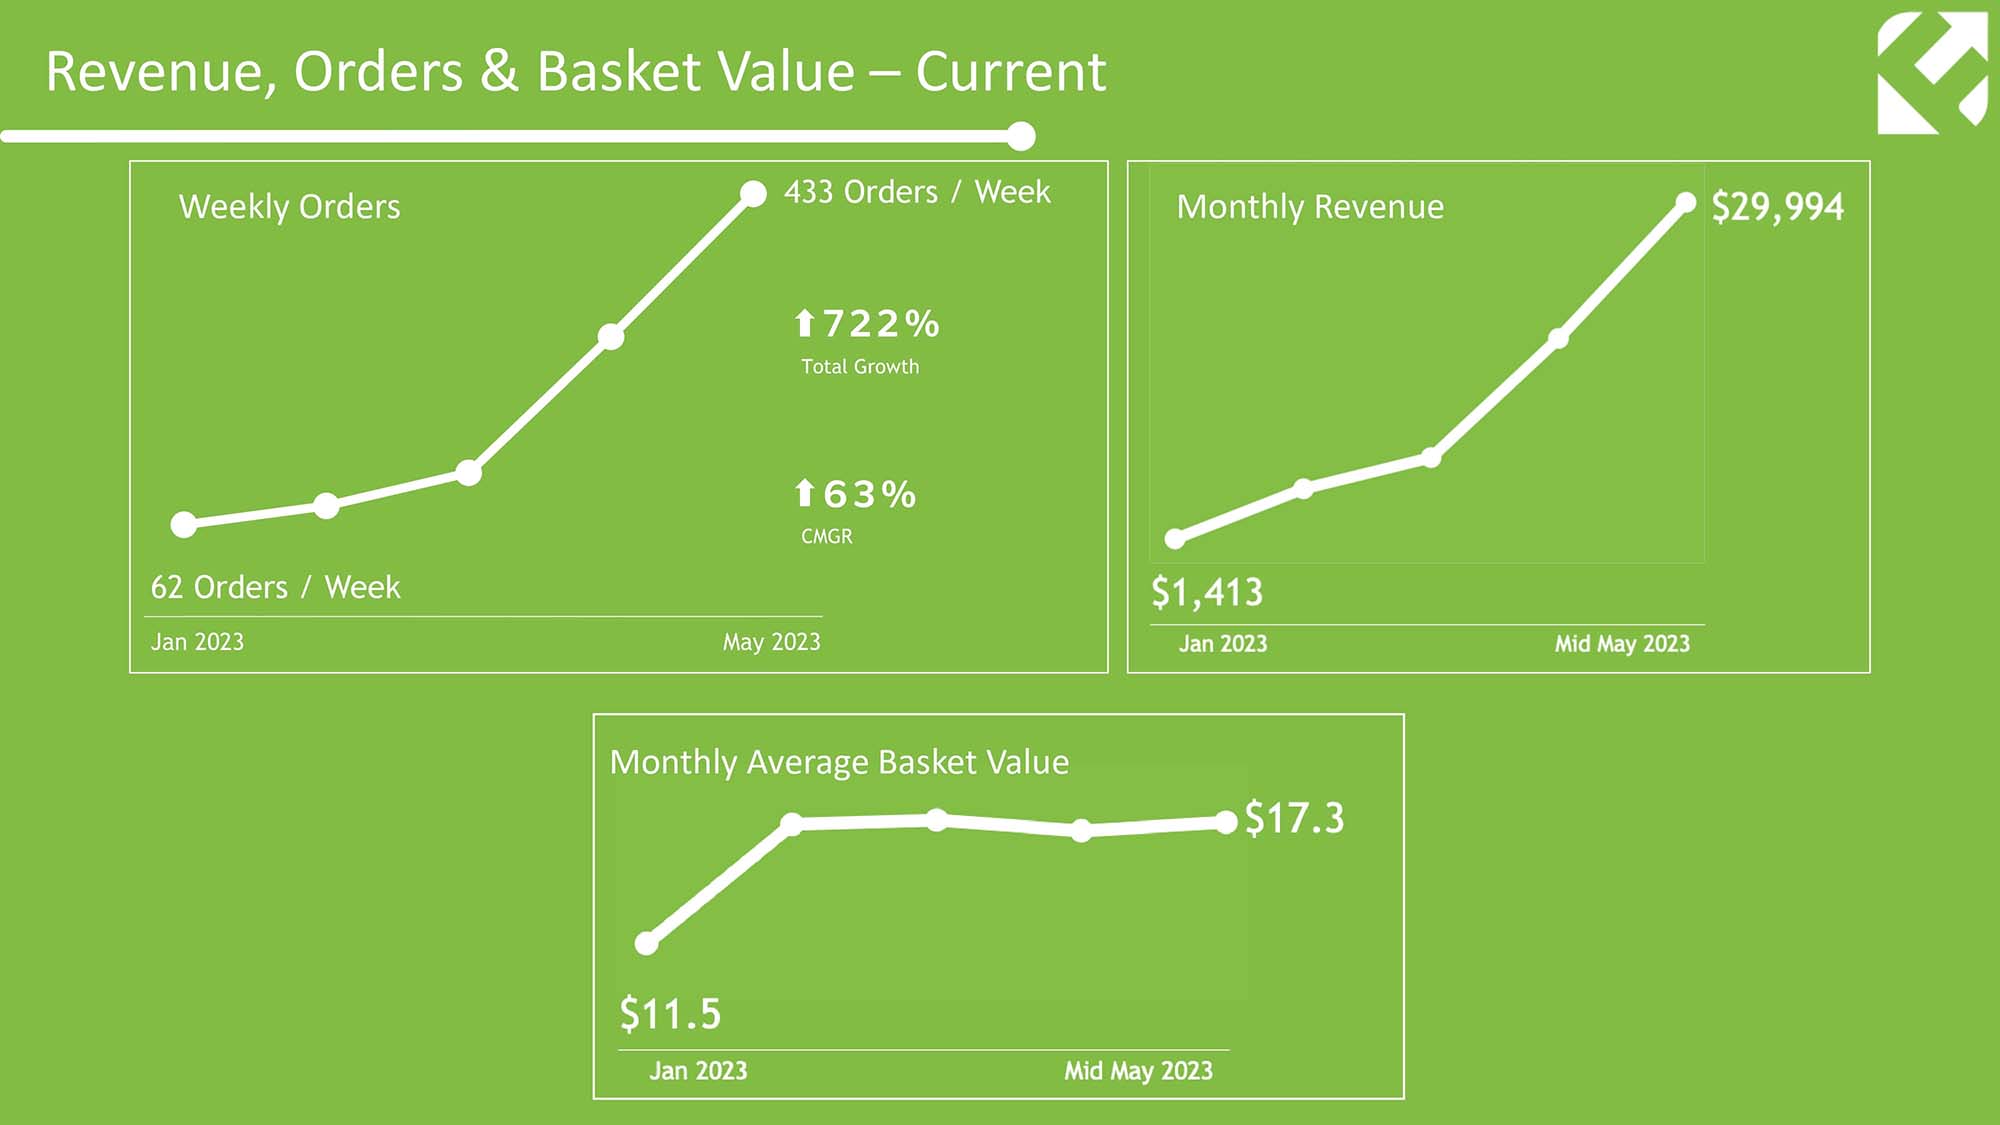 Revenue, Orders & Basket Value – Current
Weekly Orders
433 Orders / Week
⬆722%
Total Growth
⬆63%
CMGR
62 Orders / Week
Jan 2023
May 2023
Monthly Revenue
$29,994
$1,413
Jan 2023
Mid May 2023
Monthly Average Basket Value
$17.3
$11.5
Jan 2023
Mid May 2023